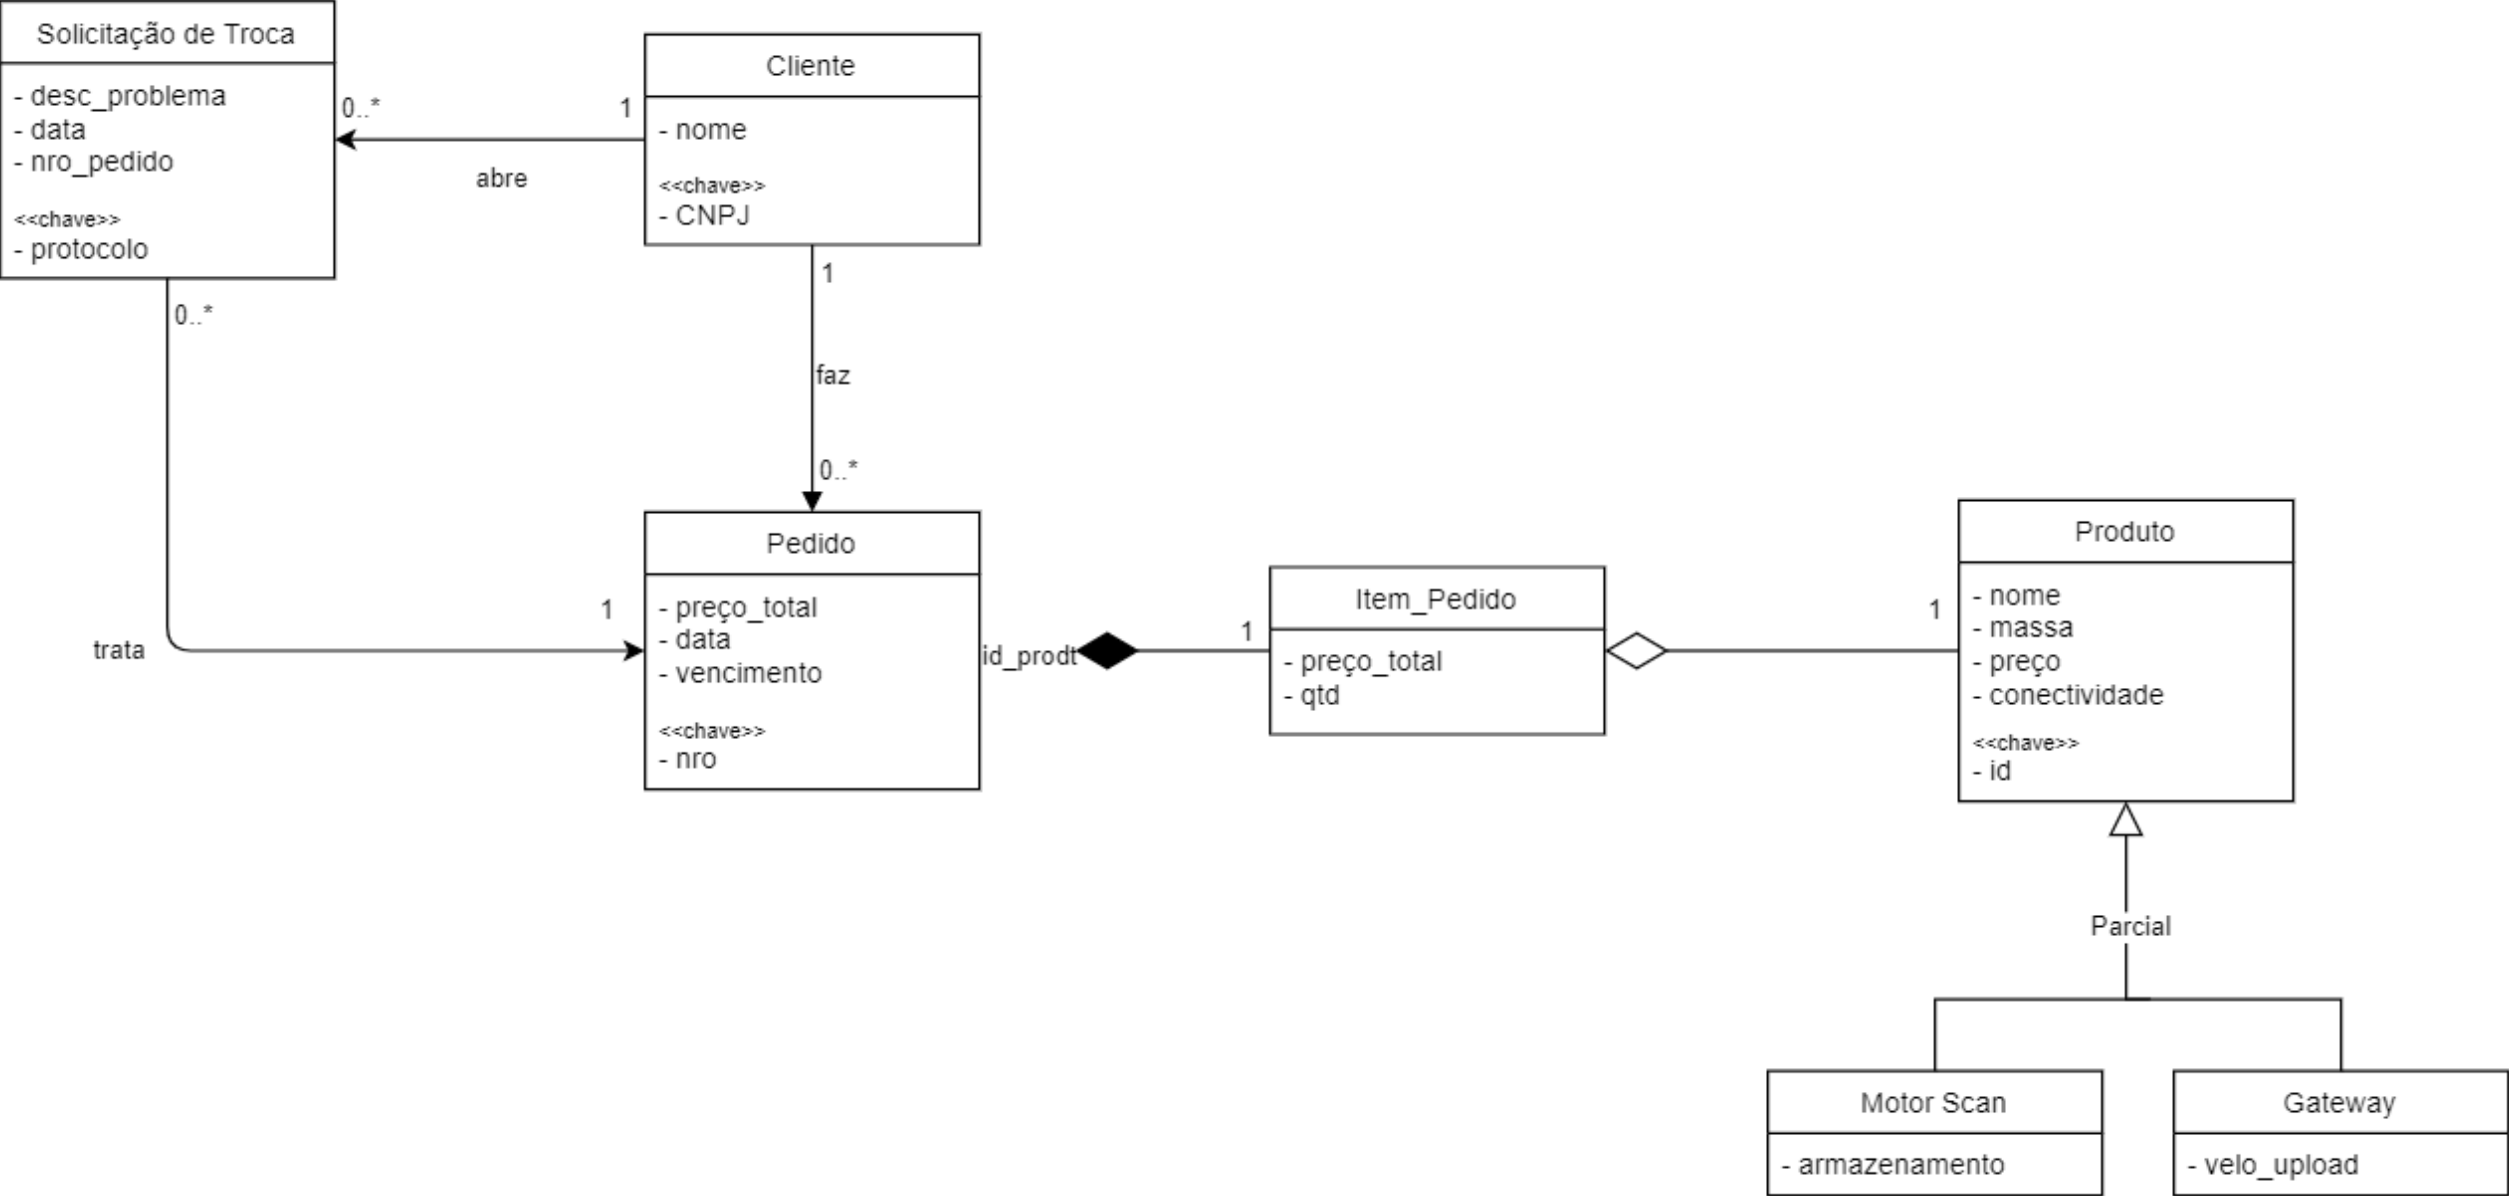 Solicitação de Troca
- desc_problema
- data
- nro_pedido
<<chave>>
- protocolo
0..*
1
abre
Cliente
- nome
<<chave>>
- CNPJ
1
faz
0..*
0..*
trata
1
Pedido
- preço_total
- data
- vencimento
<<chave>>
- nro
id_prodt
1
Item_Pedido
- preço_total
- qtd
1
Produto
- nome
- massa
- preço
- conectividade
<<chave>>
- id
Parcial
Motor Scan
- armazenamento
Gateway
- velo_upload